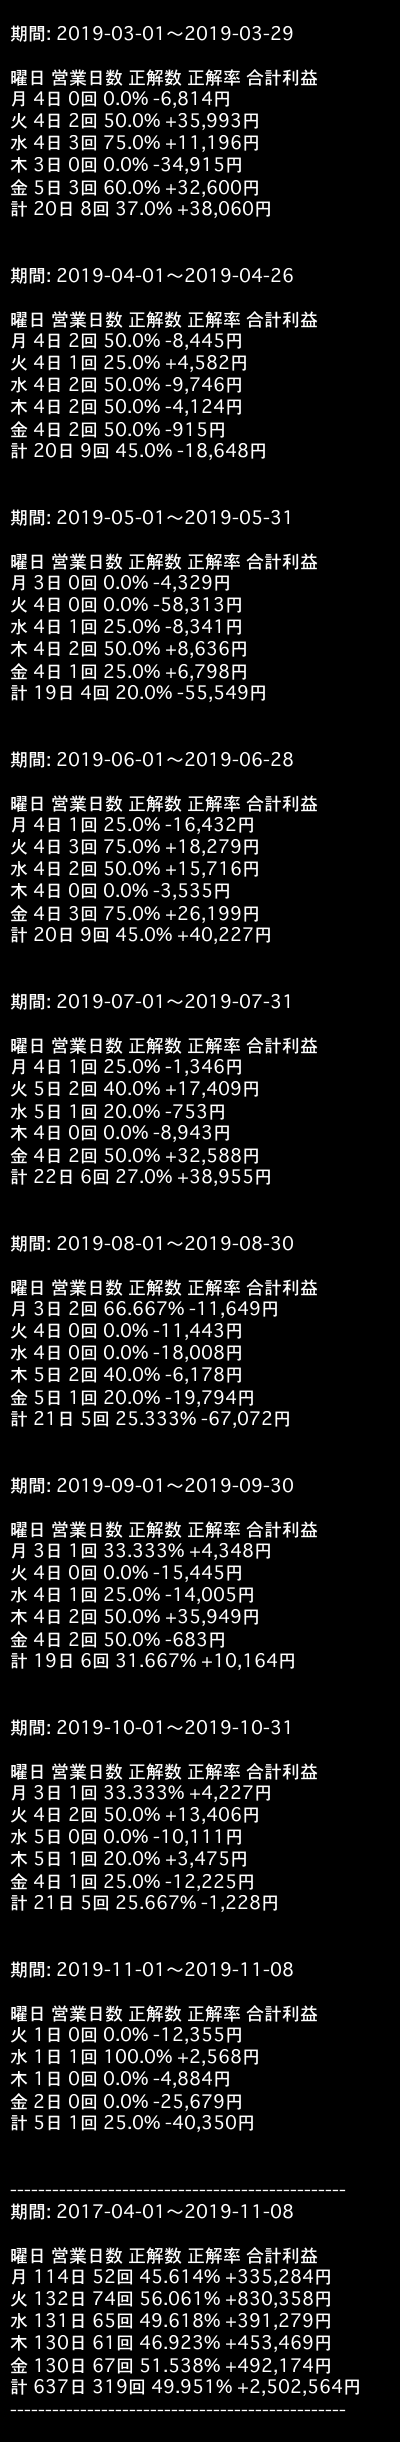 期間: 2019-03-01～2019-03-29
曜日 営業日数 正解数 正解率 合計利益
月 4日 0回 0.0% -6,814円
火 4日 2回 50.0% +35,993円
水 4日 3回 75.0% +11,196円
木 3日 0回 0.0% -34,915円
金 5日 3回 60.0% +32,600円
計 20日 8回 37.0% +38,060円
期間: 2019-04-01～2019-04-26
曜日 営業日数 正解数 正解率 合計利益
月 4日 2回 50.0% -8,445円
火 4日 1回 25.0% +4,582円
水 4日 2回 50.0% -9,746円
木 4日 2回 50.0% -4,124円
金 4日 2回 50.0% -915円
計 20日 9回 45.0% -18,648円
期間: 2019-05-01～2019-05-31
曜日 営業日数 正解数 正解率 合計利益
月 3日 0回 0.0% -4,329円
火 4日 0回 0.0% -58,313円
水 4日 1回 25.0% -8,341円
木 4日 2回 50.0% +8,636円
金 4日 1回 25.0% +6,798円
計 19日 4回 20.0% -55,549円
期間: 2019-06-01～2019-06-28
曜日 営業日数 正解数 正解率 合計利益
月 4日 1回 25.0% -16,432円
火 4日 3回 75.0% +18,279円
水 4日 2回 50.0% +15,716円
木 4日 0回 0.0% -3,535円
金 4日 3回 75.0% +26,199円
計 20日 9回 45.0% +40,227円
期間: 2019-07-01～2019-07-31
曜日 営業日数 正解数 正解率 合計利益
月 4日 1回 25.0% -1,346円
火 5日 2回 40.0% +17,409円
水 5日 1回 20.0% -753円
木 4日 0回 0.0% -8,943円
金 4日 2回 50.0% +32,588円
計 22日 6回 27.0% +38,955円
期間: 2019-08-01～2019-08-30
曜日 営業日数 正解数 正解率 合計利益
月 3日 2回 66.667% -11,649円
火 4日 0回 0.0% -11,443円
水 4日 0回 0.0% -18,008円
木 5日 2回 40.0% -6,178円
金 5日 1回 20.0% -19,794円
計 21日 5回 25.333% -67,072円
期間: 2019-09-01～2019-09-30
曜日 営業日数 正解数 正解率 合計利益
月 3日 1回 33.333% +4,348円
火 4日 0回 0.0% -15,445円
水 4日 1回 25.0% -14,005円
木 4日 2回 50.0% +35,949円
金 4日 2回 50.0% -683円
計 19日 6回 31.667% +10,164円
期間: 2019-10-01～2019-10-31
曜日 営業日数 正解数 正解率 合計利益
月 3日 1回 33.333% +4,227円
火 4日 2回 50.0% +13,406円
水 5日 0回 0.0% -10,111円
木 5日 1回 20.0% +3,475円
金 4日 1回 25.0% -12,225円
計 21日 5回 25.667% -1,228円
期間: 2019-11-01～2019-11-08
曜日 営業日数 正解数 正解率 合計利益
火 1日 0回 0.0% -12,355円
水 1日 1回 100.0% +2,568円
木 1日 0回 0.0% -4,884円
金 2日 0回 0.0% -25,679円
計 5日 1回 25.0% -40,350円
------------------------------------------------
期間: 2017-04-01～2019-11-08
曜日 営業日数 正解数 正解率 合計利益
月 114日 52回 45.614% +335,284円
火 132日 74回 56.061% +830,358円
水 131日 65回 49.618% +391,279円
木 130日 61回 46.923% +453,469円
金 130日 67回 51.538% +492,174円
計 637日 319回 49.951% +2,502,564円
------------------------------------------------